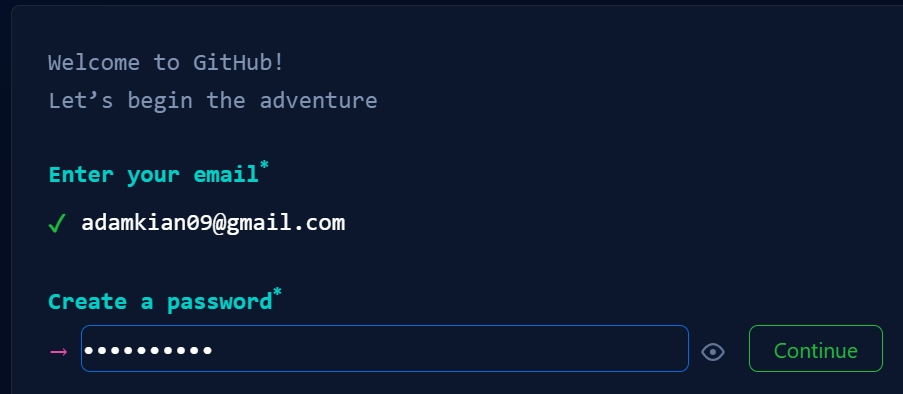 Welcome to GitHub!
Let’s begin the adventure
Enter your email*
✓ adamkian09@gmail.com
Create a password*
→ ••••••••••
Continue